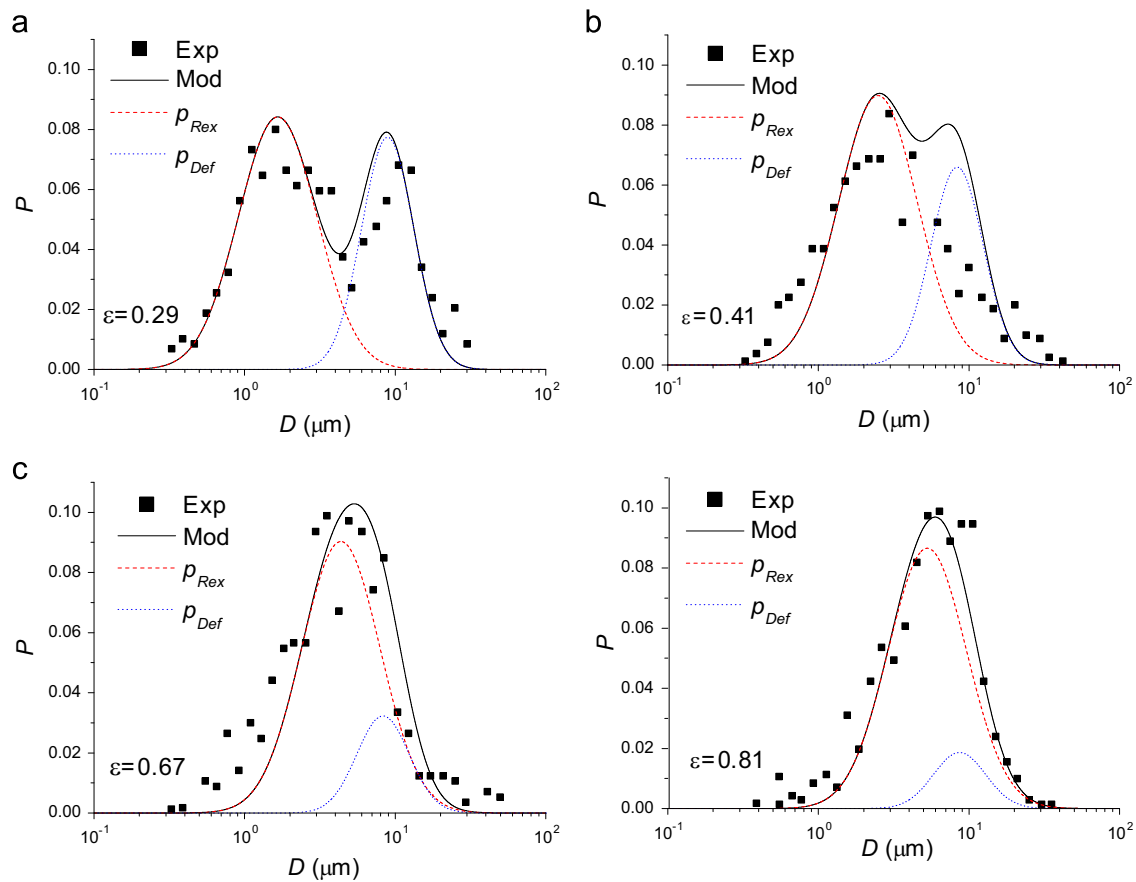 a
Exp
Mod
p_Rex
p_Def
P
0.10
0.08
0.06
0.04
0.02
0.00
ε=0.29
10^-1
10^0
10^1
10^2
D (μm)
b
Exp
Mod
p_Rex
p_Def
P
0.10
0.08
0.06
0.04
0.02
0.00
ε=0.41
10^-1
10^0
10^1
10^2
D (μm)
c
Exp
Mod
p_Rex
p_Def
P
0.10
0.08
0.06
0.04
0.02
0.00
ε=0.67
10^-1
10^0
10^1
10^2
D (μm)
Exp
Mod
p_Rex
p_Def
P
0.10
0.08
0.06
0.04
0.02
0.00
ε=0.81
10^-1
10^0
10^1
10^2
D (μm)